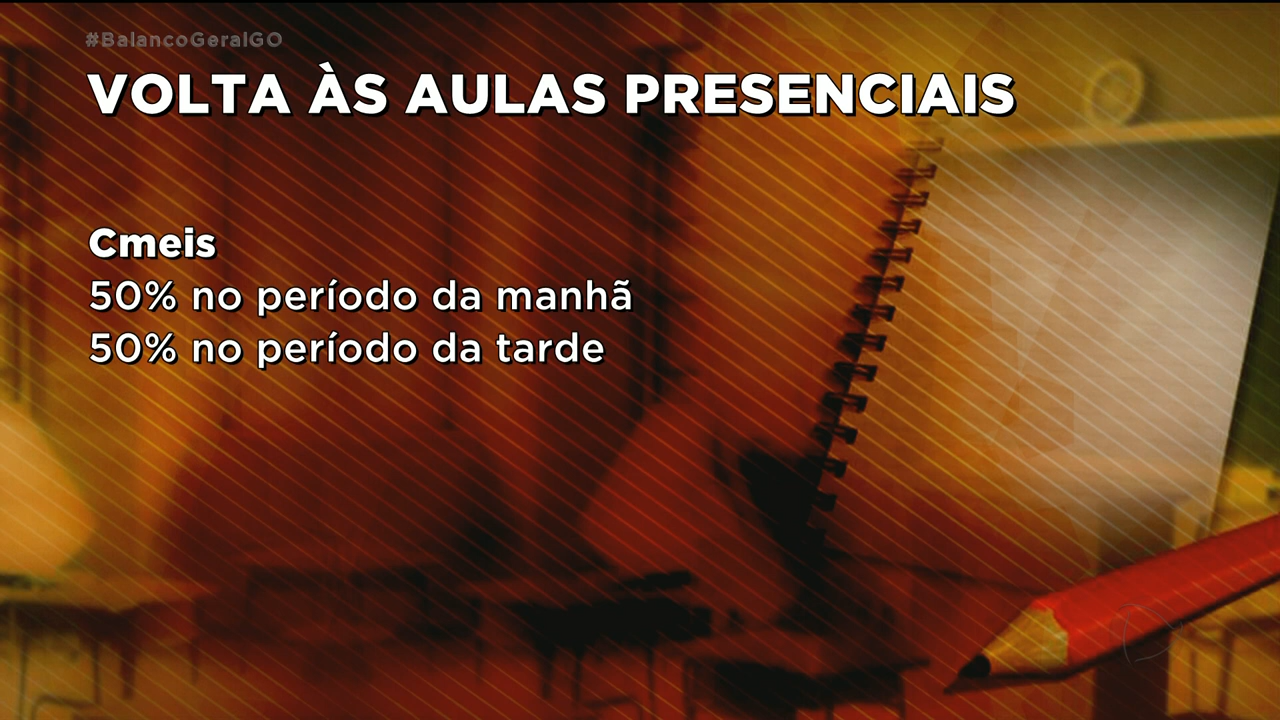 #BalancoGeralGO
VOLTA ÀS AULAS PRESENCIAIS
Cmeis
50% no período da manhã
50% no período da tarde